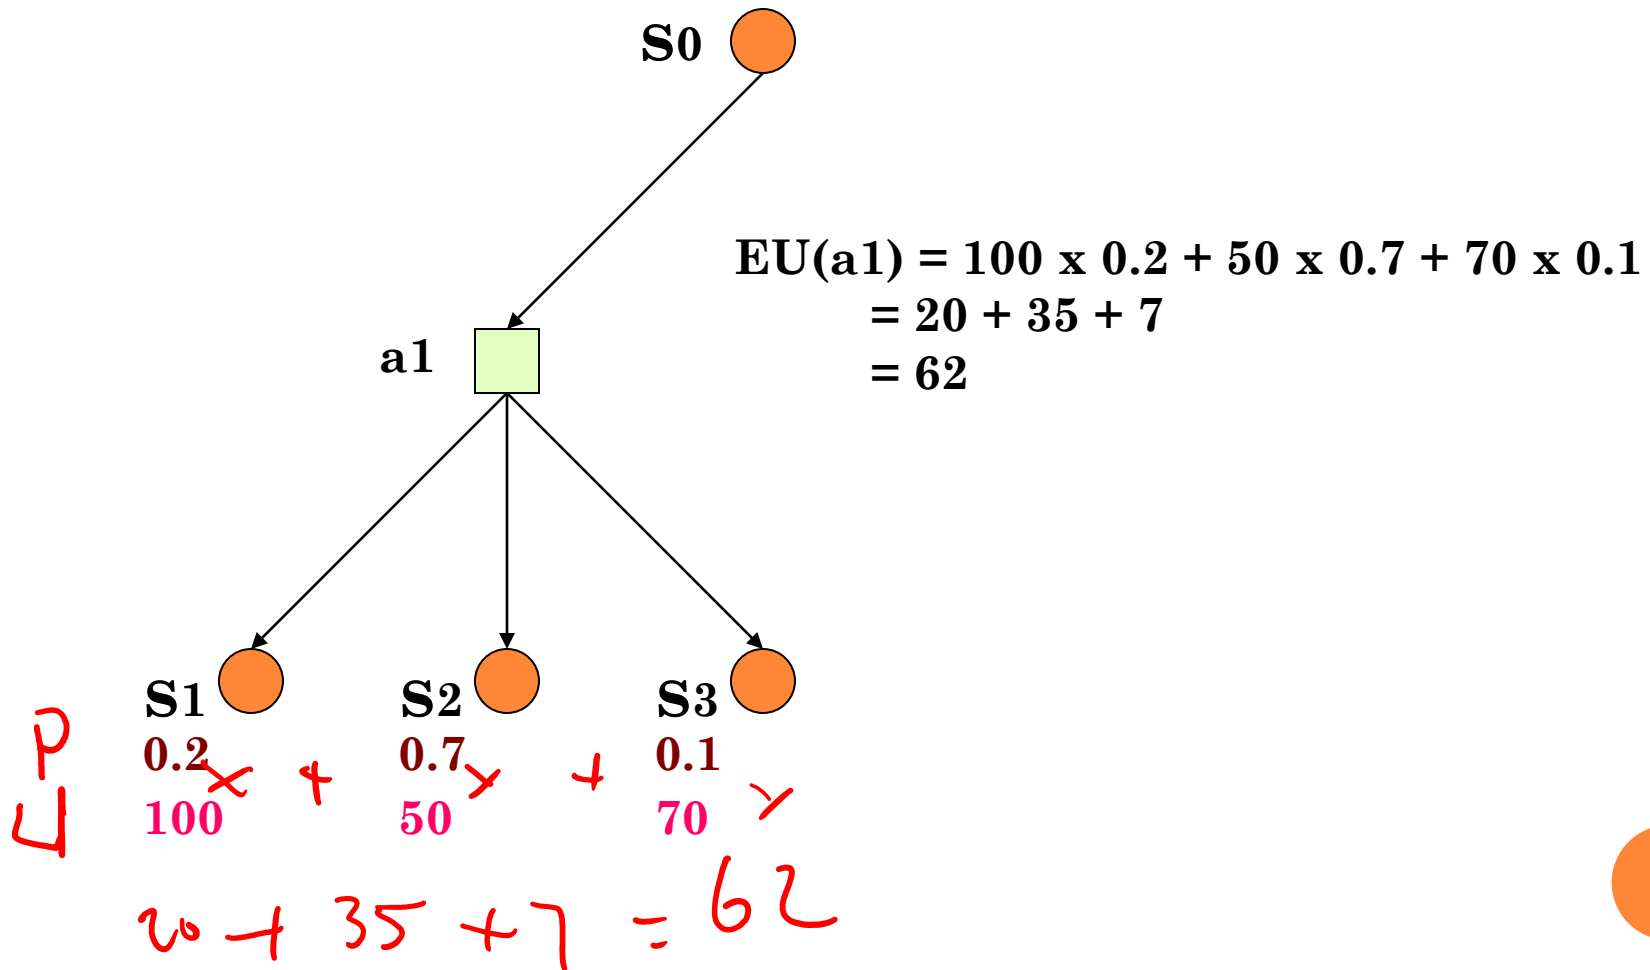 S0
EU(a1) = 100 x 0.2 + 50 x 0.7 + 70 x 0.1
= 20 + 35 + 7
= 62
a1
S1 S2 S3
P 0.2 x + 0.7 x + 0.1 x
U 100 50 70
20 + 35 + 7 = 62